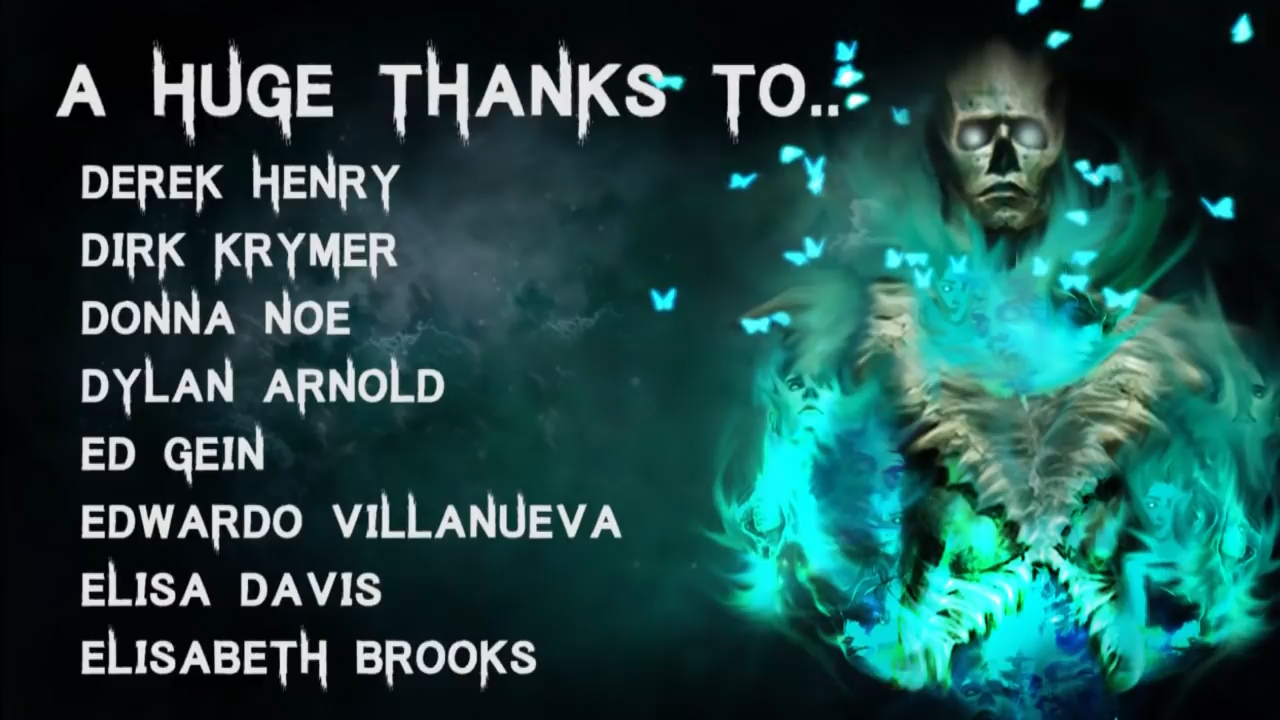 A HUGE THANKS TO..
DEREK HENRY
DIRK KRYMER
DONNA NOE
DYLAN ARNOLD
ED GEIN
EDWARDO VILLANUEVA
ELISA DAVIS
ELISABETH BROOKS